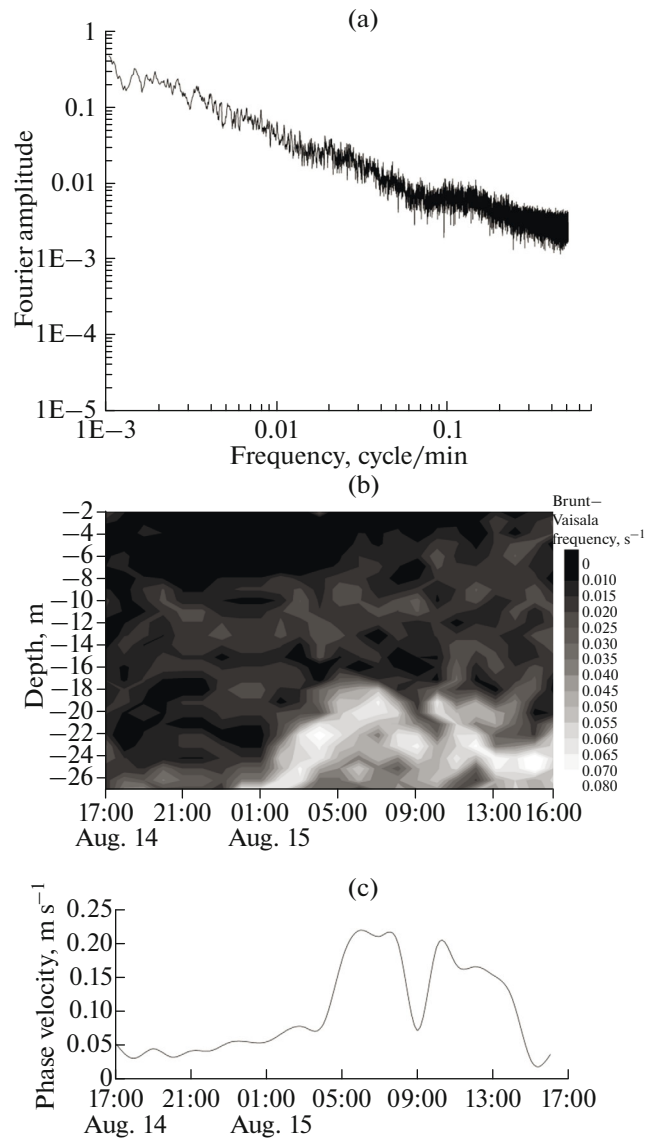 (a)
Fourier amplitude
1
0.1
0.01
1E−3
1E−4
1E−5
1E−3 0.01 0.1
Frequency, cycle/min
(b)
Brunt−
Vaisala
frequency, s−1
Depth, m
−2
−4
−6
−8
−10
−12
−14
−16
−18
−20
−22
−24
−26
0
0.010
0.015
0.020
0.025
0.030
0.035
0.040
0.045
0.050
0.055
0.060
0.065
0.070
0.080
17:00 21:00 01:00 05:00 09:00 13:00 16:00
Aug. 14 Aug. 15
(c)
Phase velocity, m s−1
0.25
0.20
0.15
0.10
0.05
0
17:00 21:00 01:00 05:00 09:00 13:00 17:00
Aug. 14 Aug. 15